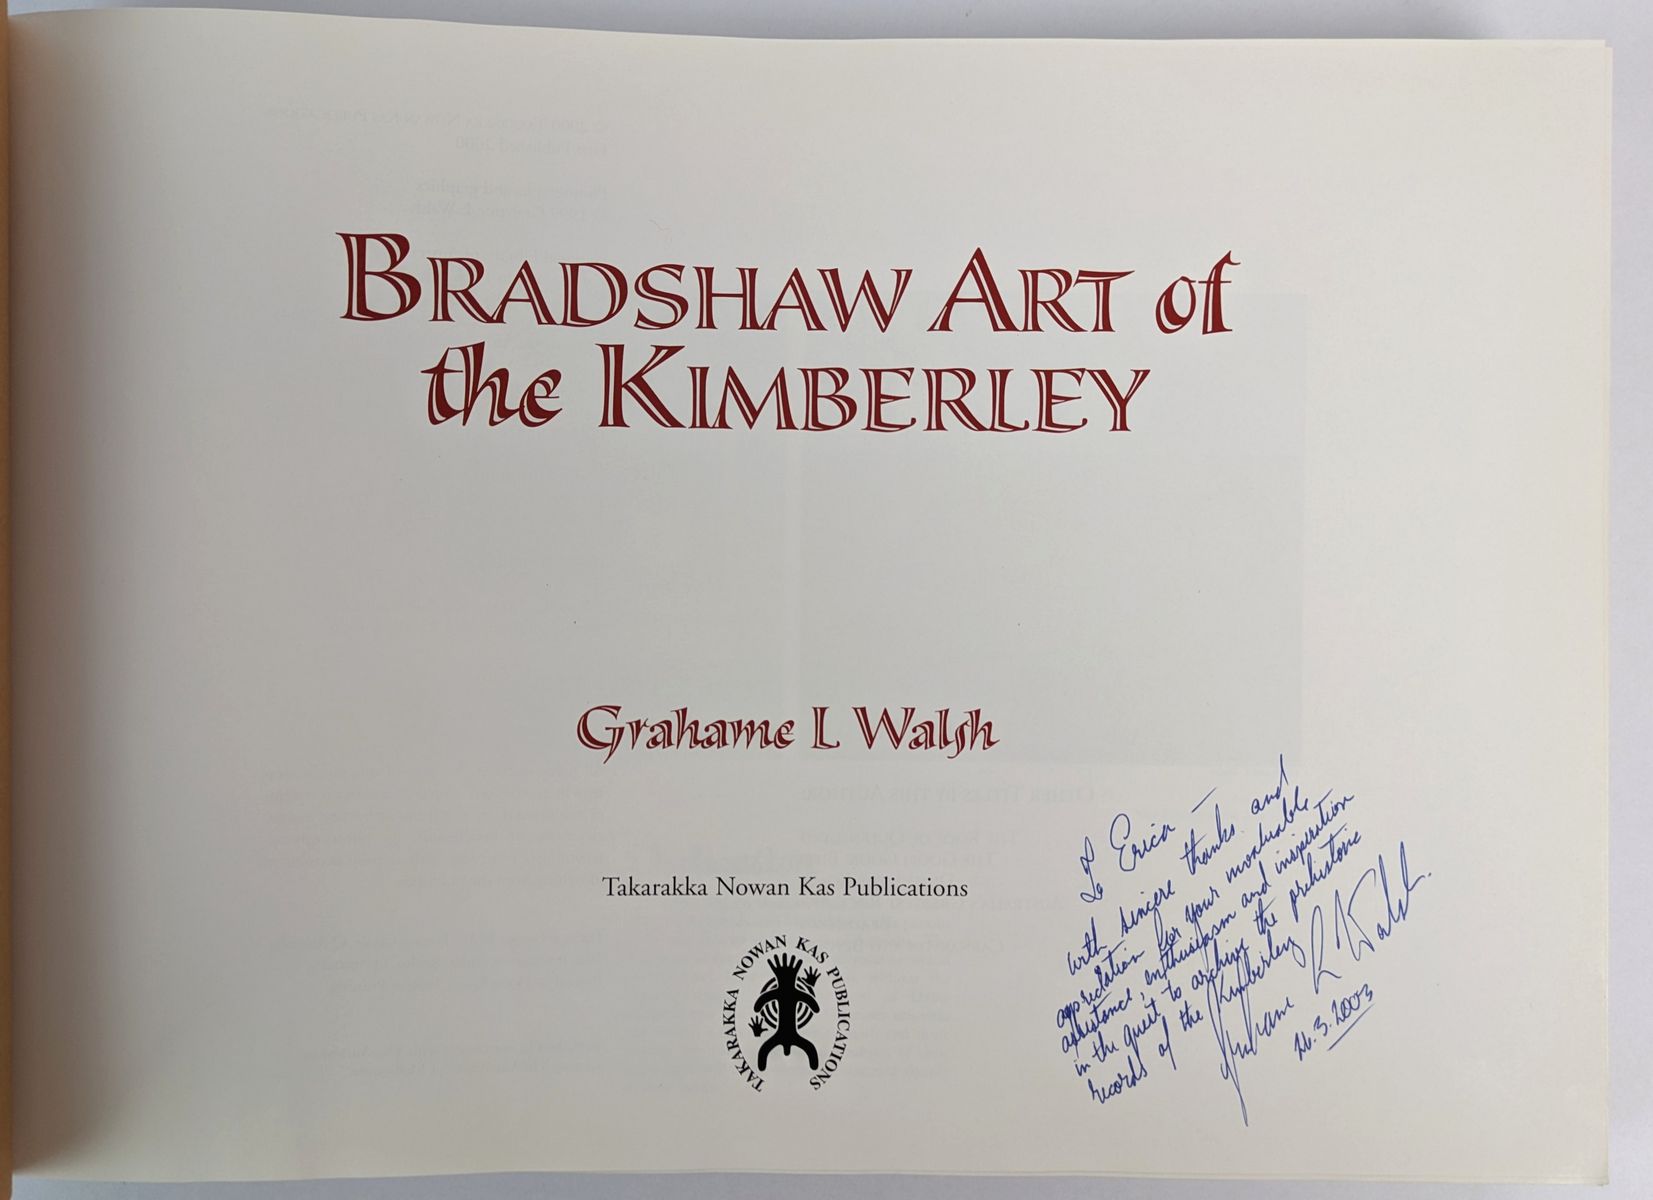 BRADSHAW ART of
the KIMBERLEY
Grahame L Walsh
Takarakka Nowan Kas Publications
TAKARAKKA NOWAN KAS PUBLICATIONS
To Erica —
with sincere thanks and
appreciation for your invaluable
assistance, enthusiasm and inspiration
in the quest to archive the prehistoric
records of the Kimberley
Grahame L Walsh.
26.3.2003